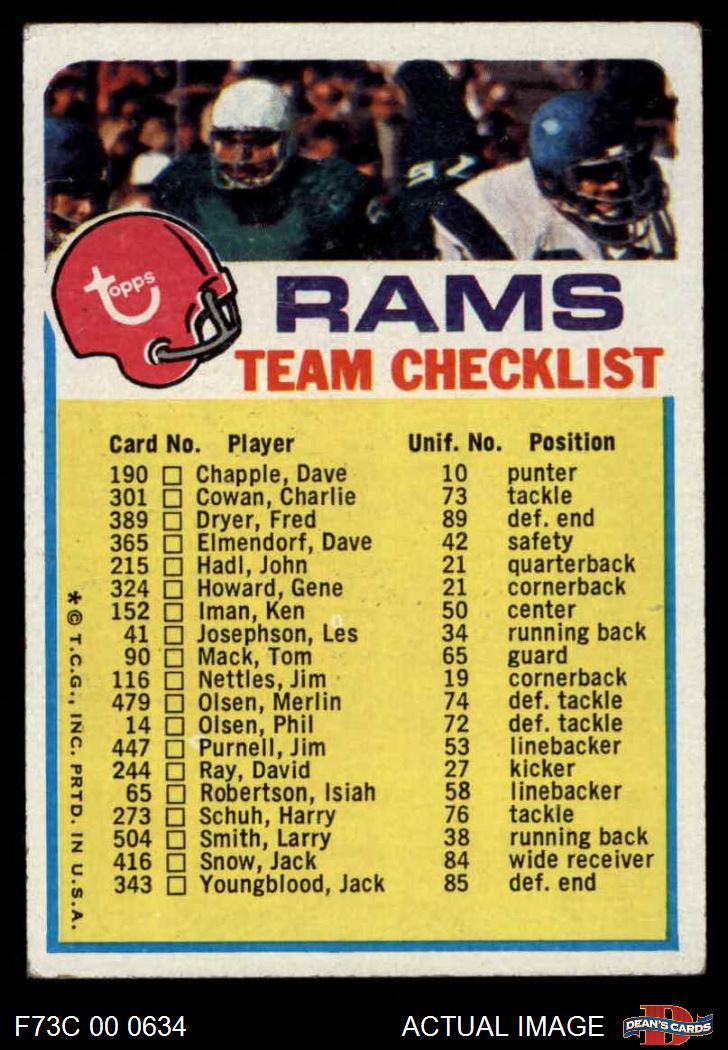 topps
RAMS
TEAM CHECKLIST
Card No. Player Unif. No. Position
190 Chapple, Dave 10 punter
301 Cowan, Charlie 73 tackle
389 Dryer, Fred 89 def. end
365 Elmendorf, Dave 42 safety
215 Hadl, John 21 quarterback
324 Howard, Gene 21 cornerback
152 Iman, Ken 50 center
41 Josephson, Les 34 running back
90 Mack, Tom 65 guard
116 Nettles, Jim 19 cornerback
479 Olsen, Merlin 74 def. tackle
14 Olsen, Phil 72 def. tackle
447 Purnell, Jim 53 linebacker
244 Ray, David 27 kicker
65 Robertson, Isiah 58 linebacker
273 Schuh, Harry 76 tackle
504 Smith, Larry 38 running back
416 Snow, Jack 84 wide receiver
343 Youngblood, Jack 85 def. end
*© T.C.G., INC. PRTD. IN U.S.A.
F73C 00 0634 ACTUAL IMAGE
D
DEAN'S CARDS